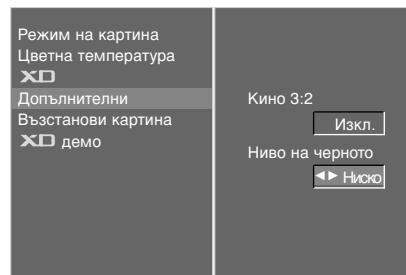 Режим на картина
Цветна температура
XD
Допълнителни
Възстанови картина
XD демо
Кино 3:2
Изкл.
Ниво на черното
◄► Ниско